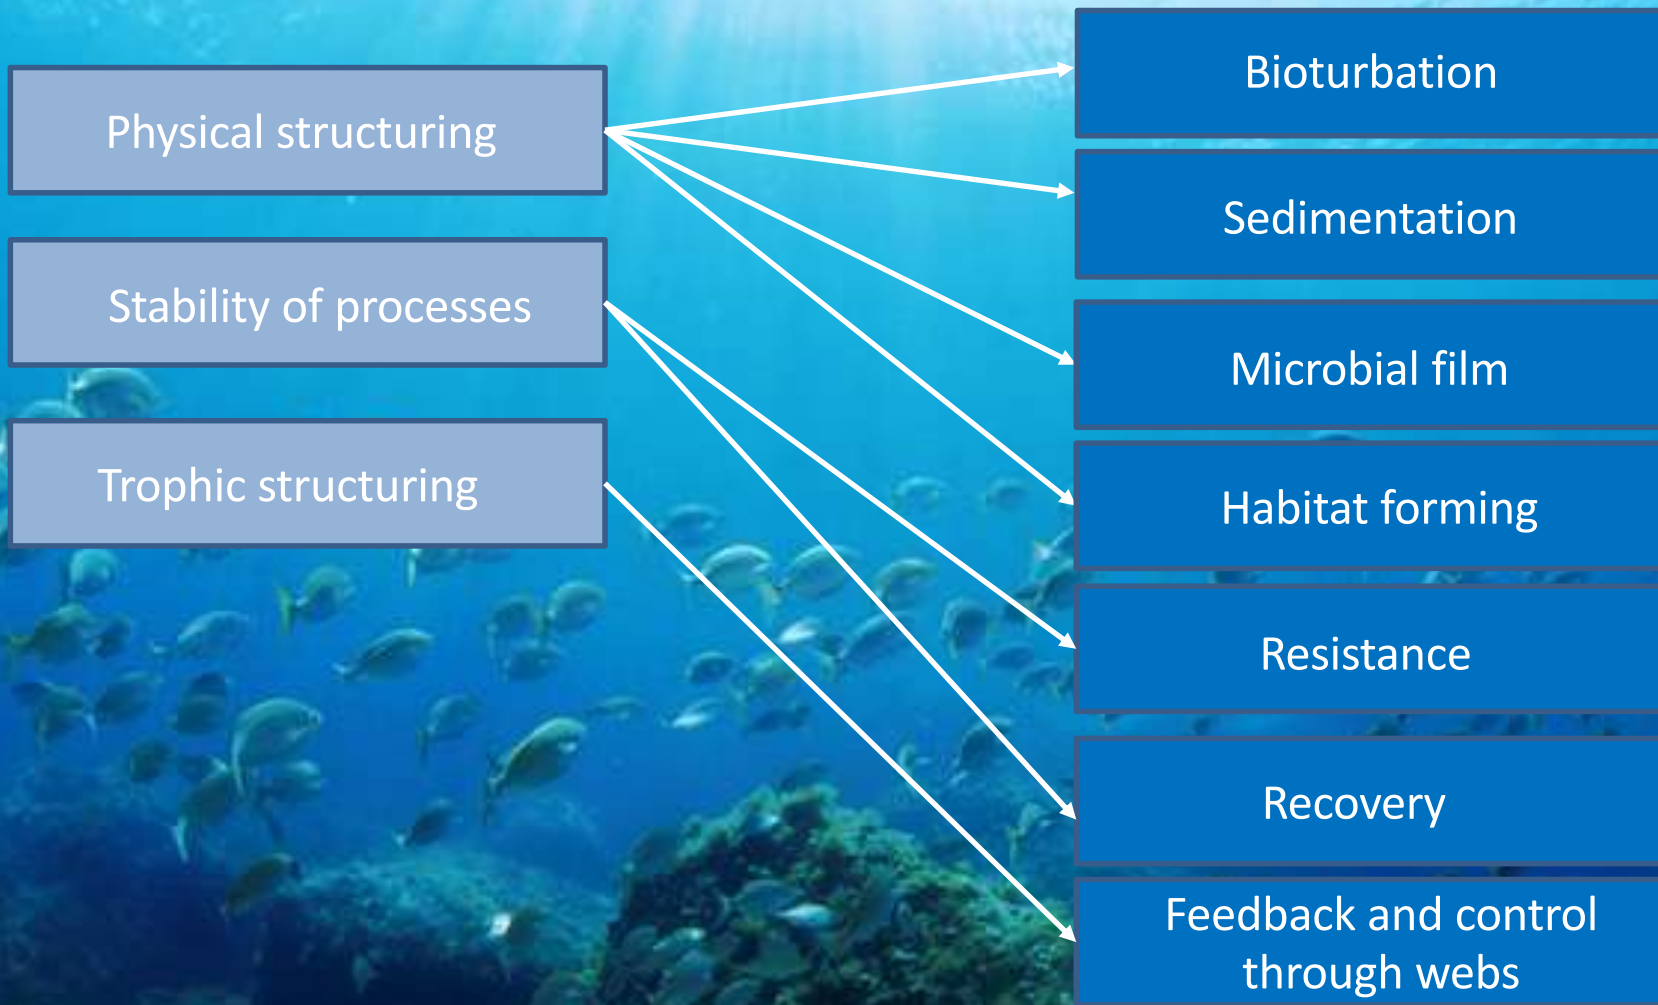 Physical structuring
Stability of processes
Trophic structuring
Bioturbation
Sedimentation
Microbial film
Habitat forming
Resistance
Recovery
Feedback and control
through webs